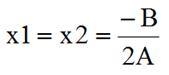 x1 = x2 = −B / 2A